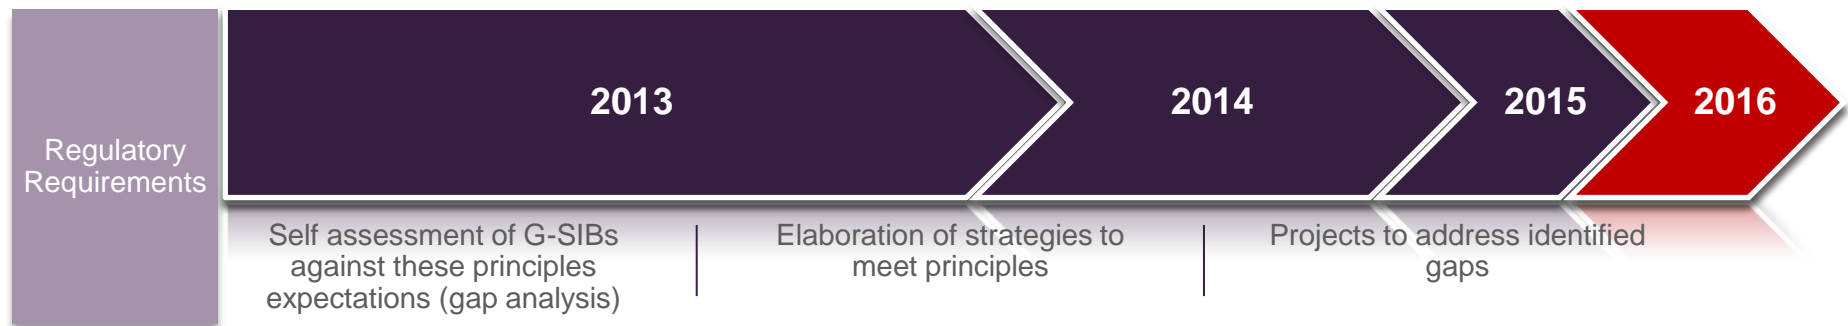 Regulatory
Requirements
2013
2014
2015
2016
Self assessment of G-SIBs
against these principles
expectations (gap analysis)
Elaboration of strategies to
meet principles
Projects to address identified
gaps